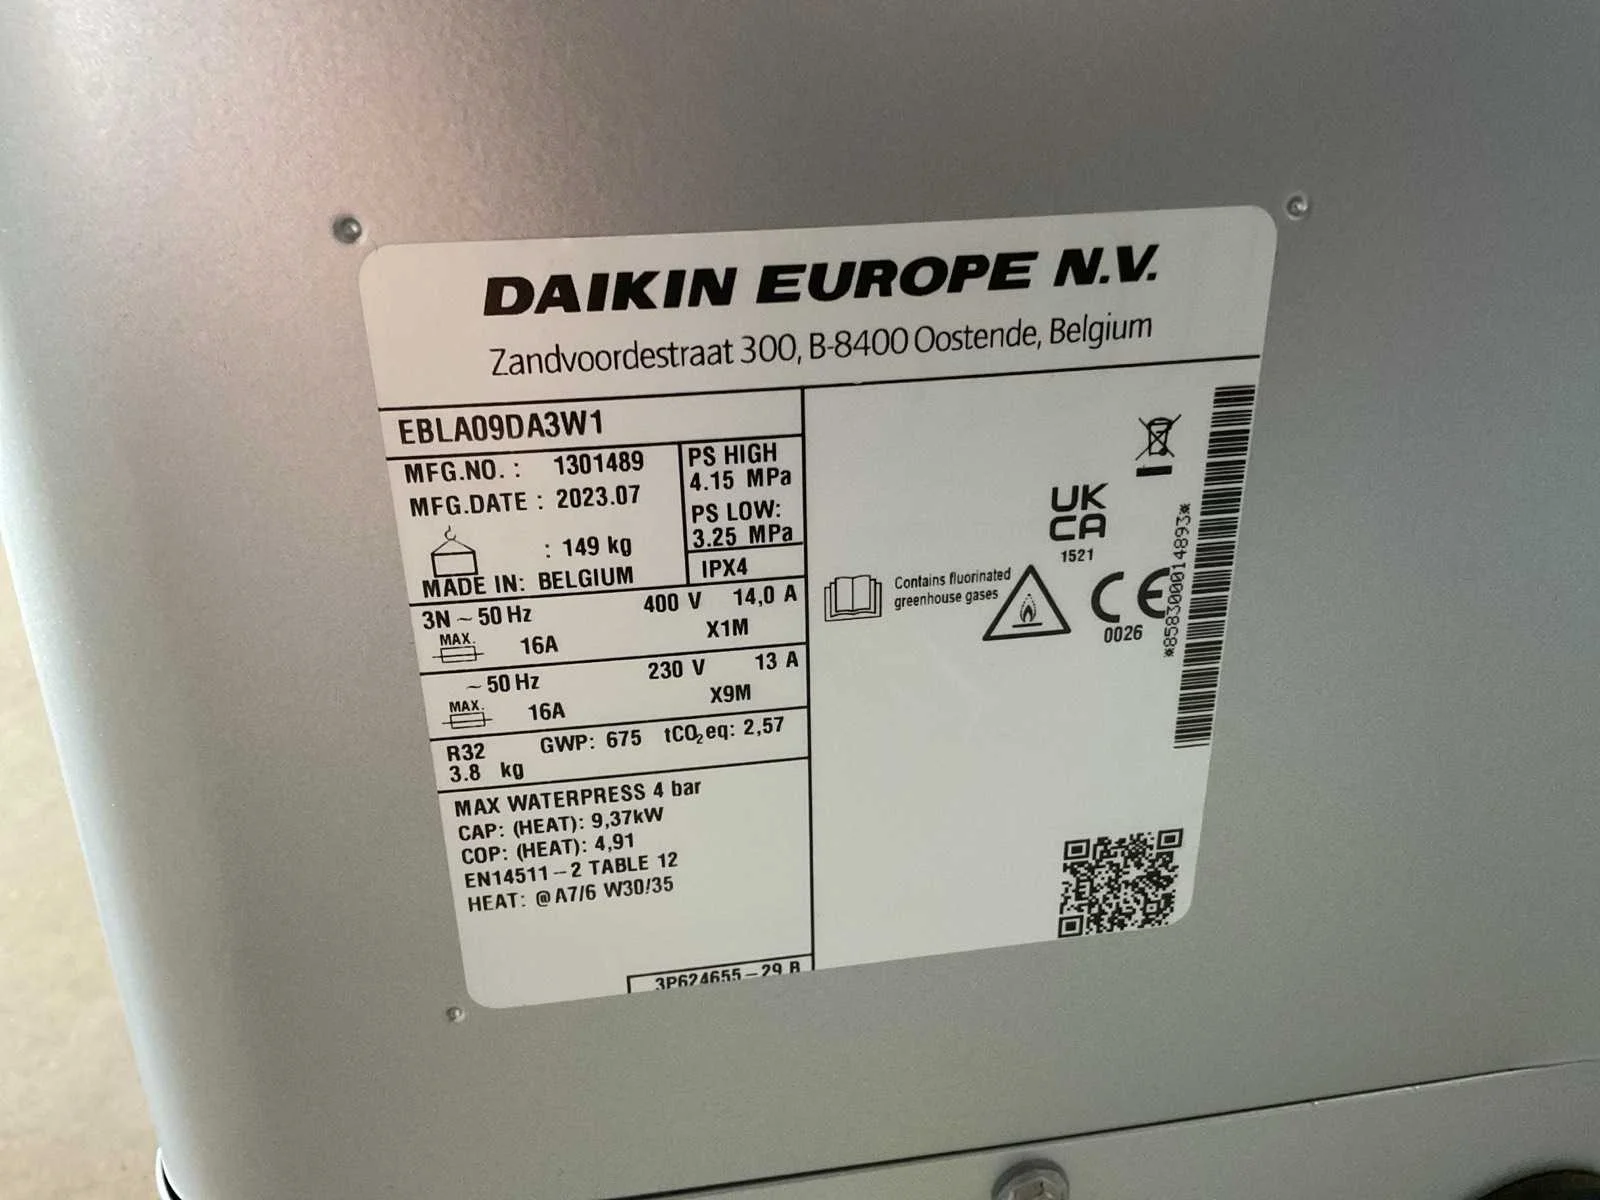 DAIKIN EUROPE N.V.
Zandvoordestraat 300, B-8400 Oostende, Belgium
EBLA09DA3W1
MFG.NO. : 1301489
MFG.DATE : 2023.07
: 149 kg
MADE IN: BELGIUM
PS HIGH
4.15 MPa
PS LOW:
3.25 MPa
IPX4
3N ~ 50 Hz 400 V 14,0 A
MAX. 16A X1M
~ 50 Hz 230 V 13 A
MAX. 16A X9M
R32 GWP: 675 tCO₂eq: 2,57
3.8 kg
MAX WATERPRESS 4 bar
CAP: (HEAT): 9,37kW
COP: (HEAT): 4,91
EN14511-2 TABLE 12
HEAT: @A7/6 W30/35
3P624655-29 B
Contains fluorinated
greenhouse gases
UK
CA
1521
CE
0026
*8583000014893*